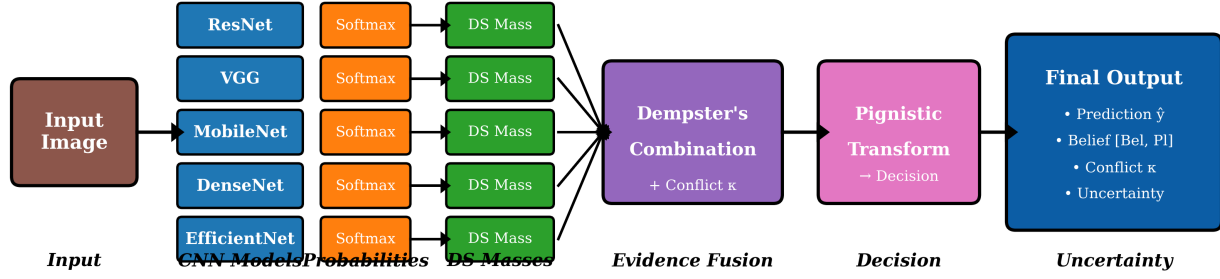 Input
Image
ResNet
VGG
MobileNet
DenseNet
EfficientNet
Softmax
Softmax
Softmax
Softmax
Softmax
DS Mass
DS Mass
DS Mass
DS Mass
DS Mass
Dempster's
Combination
+ Conflict κ
Pignistic
Transform
→ Decision
Final Output
• Prediction ŷ
• Belief [Bel, Pl]
• Conflict κ
• Uncertainty
Input
CNN Models
Probabilities
DS Masses
Evidence Fusion
Decision
Uncertainty